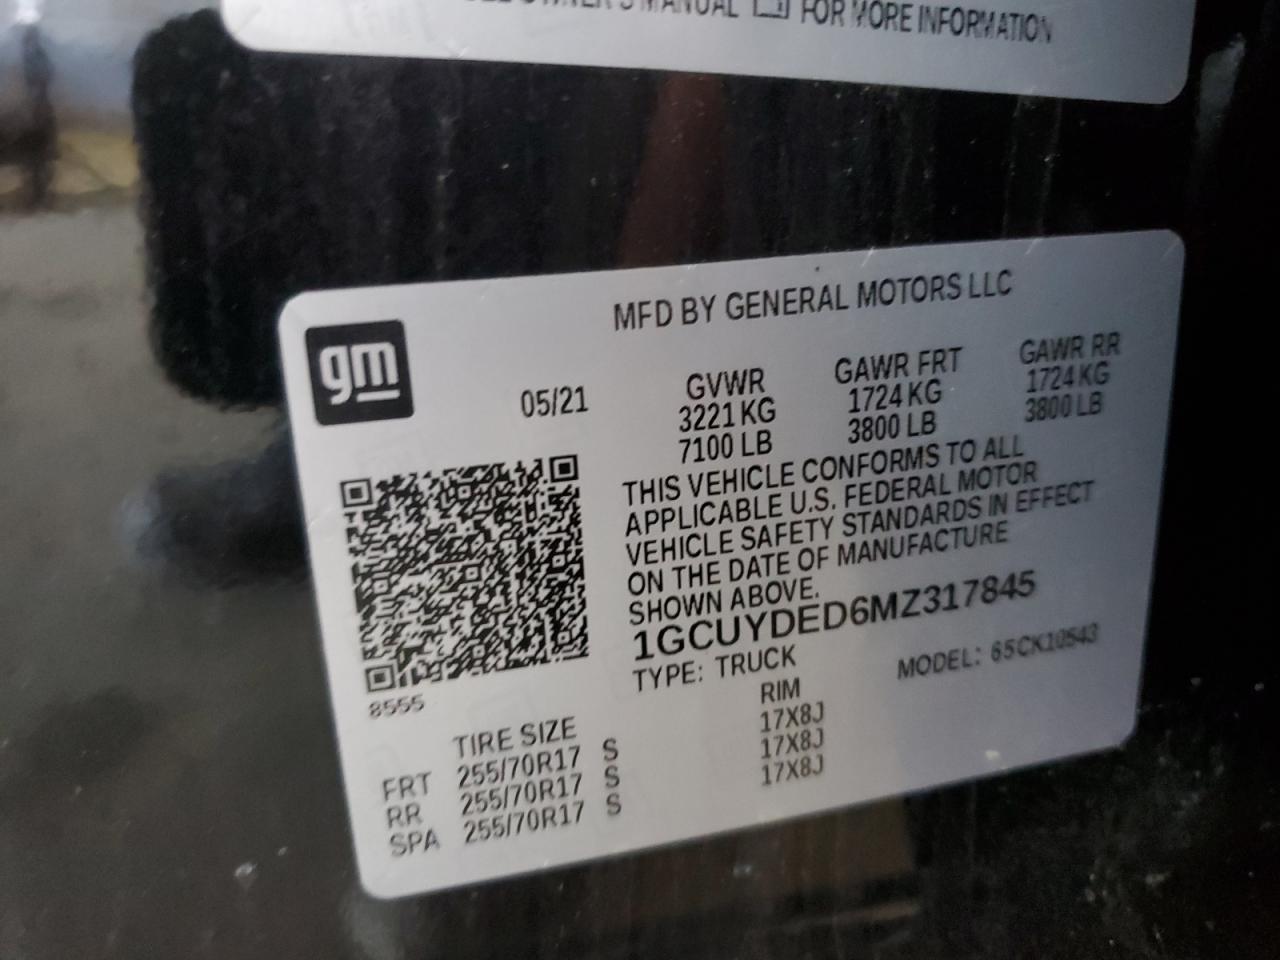 OWNER'S MANUAL FOR MORE INFORMATION
gm
MFD BY GENERAL MOTORS LLC
05/21
GVWR GAWR FRT GAWR RR
3221 KG 1724 KG 1724 KG
7100 LB 3800 LB 3800 LB
THIS VEHICLE CONFORMS TO ALL
APPLICABLE U.S. FEDERAL MOTOR
VEHICLE SAFETY STANDARDS IN EFFECT
ON THE DATE OF MANUFACTURE
SHOWN ABOVE.
1GCUYDED6MZ317845
TYPE: TRUCK MODEL: 65CK10543
8555
TIRE SIZE RIM
FRT 255/70R17 S 17X8J
RR 255/70R17 S 17X8J
SPA 255/70R17 S 17X8J